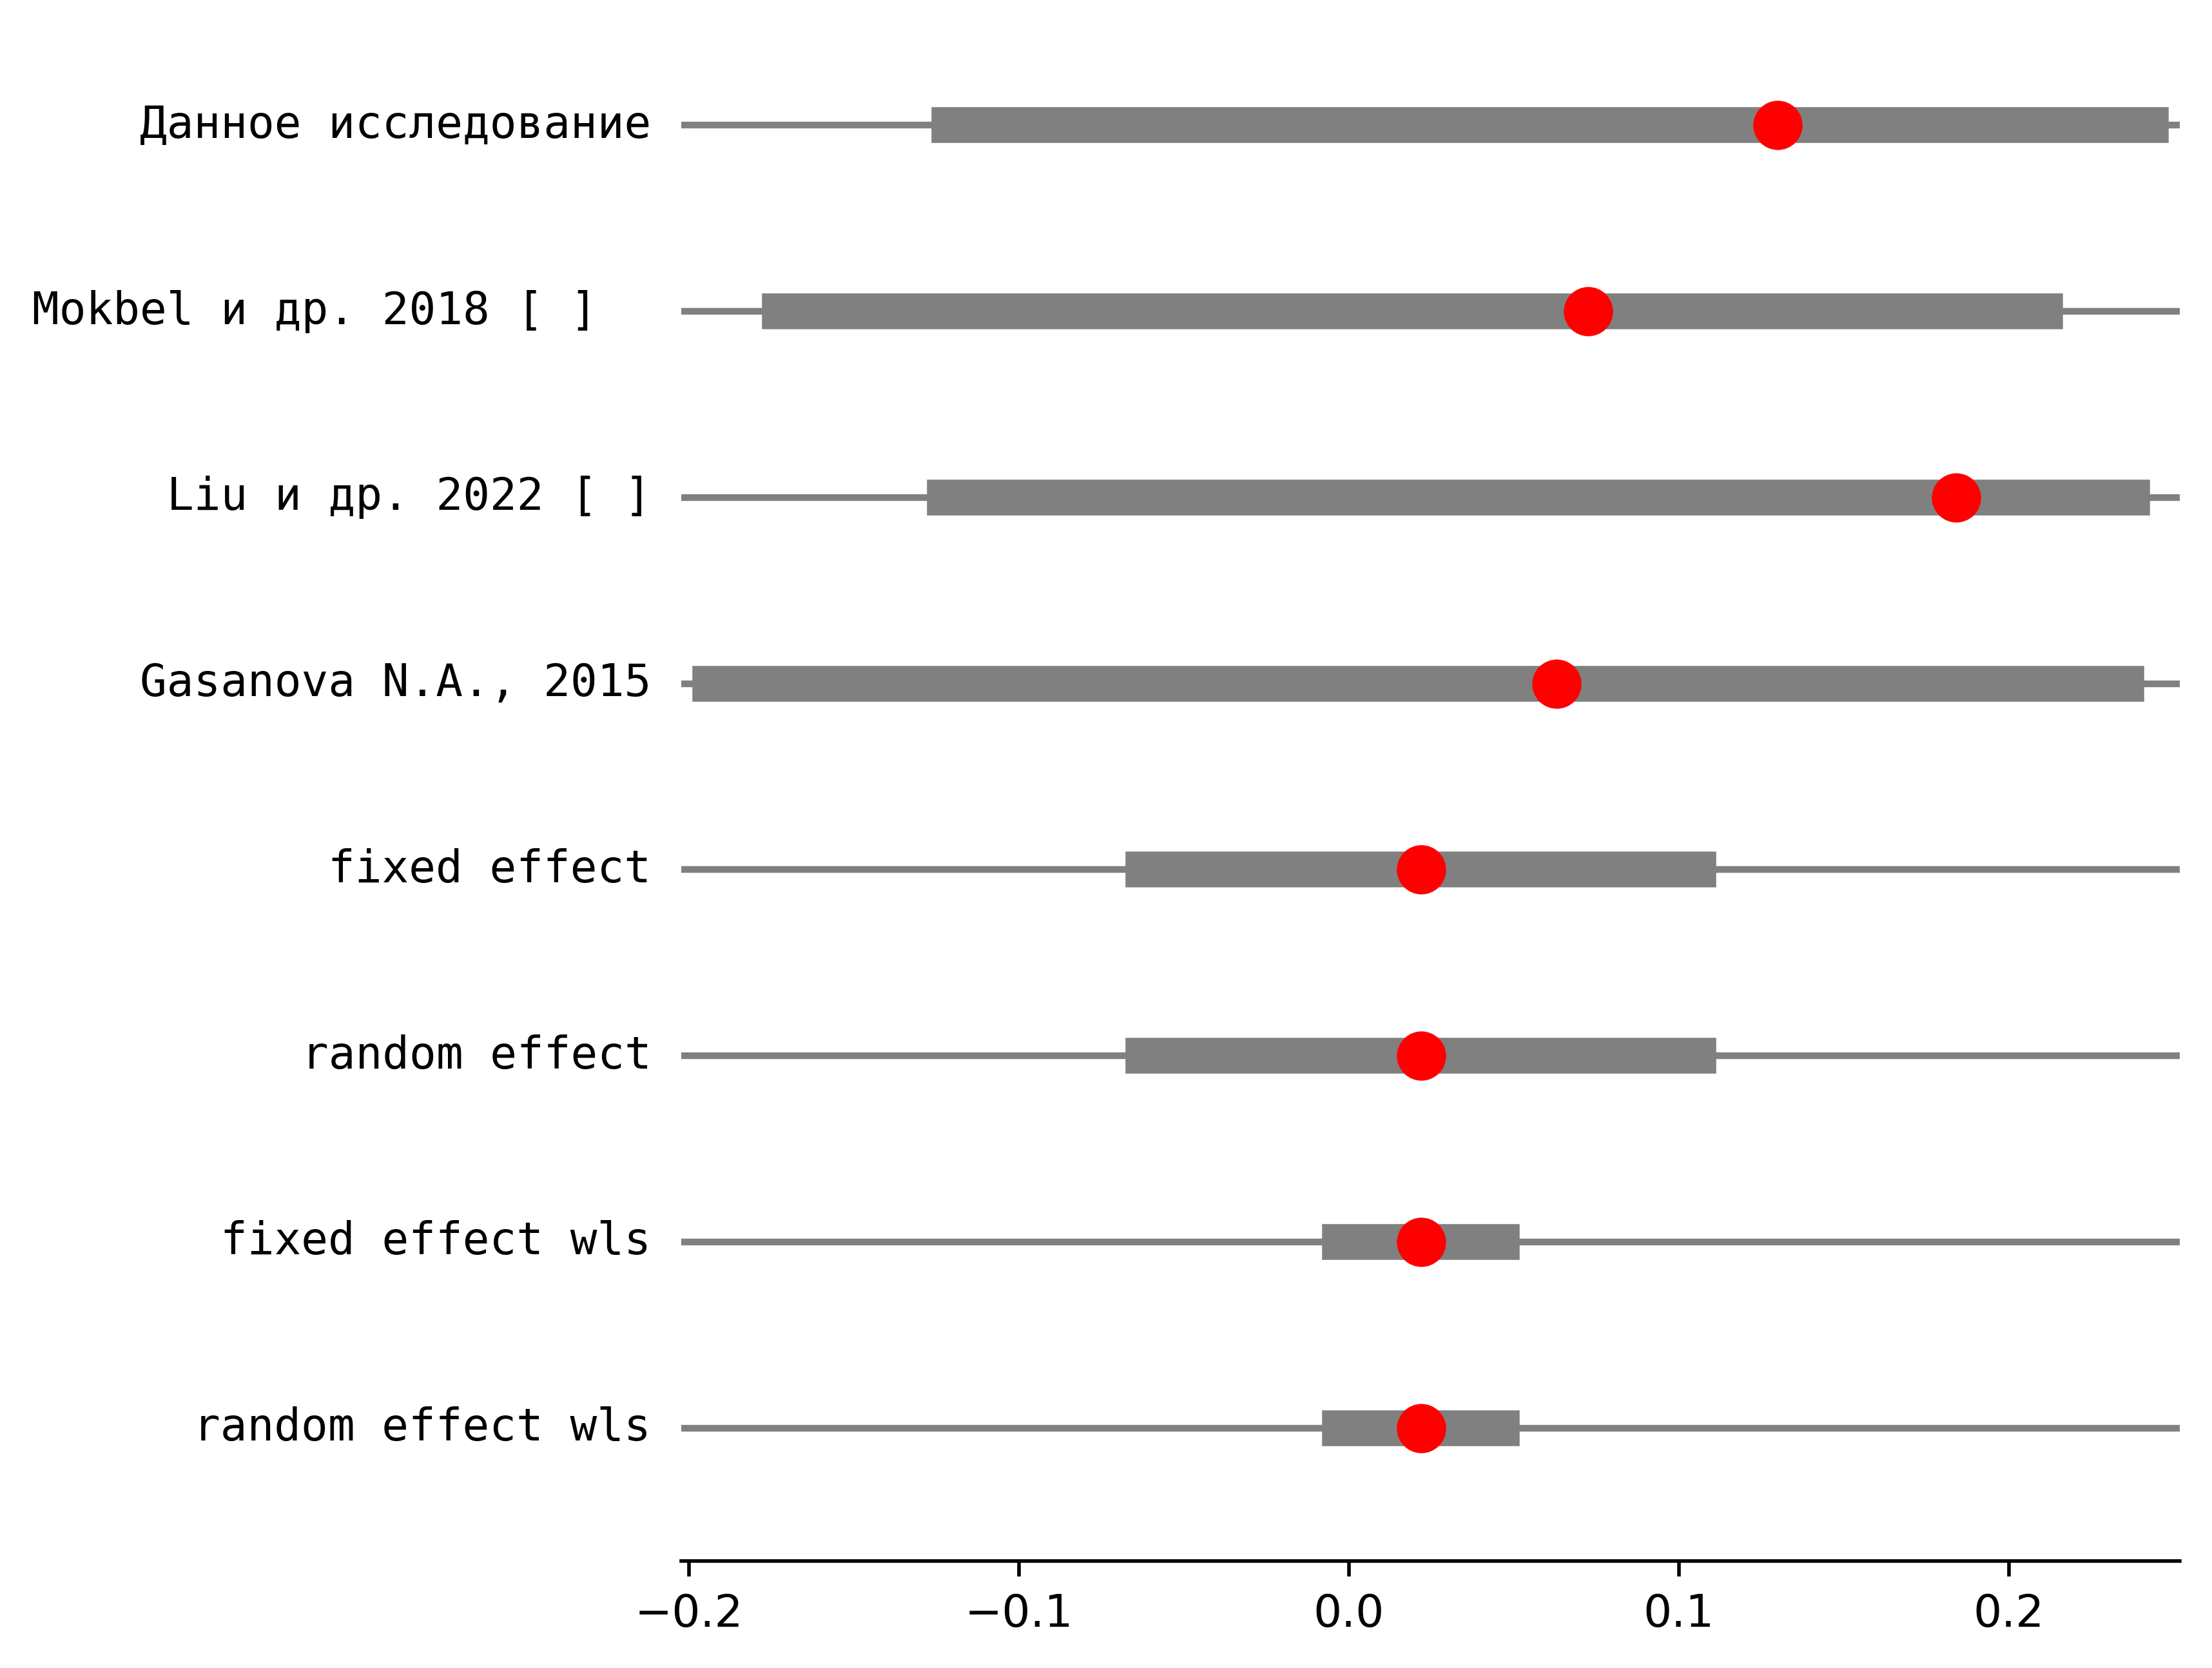 Данное исследование
Mokbel и др. 2018 [ ]
Liu и др. 2022 [ ]
Gasanova N.A., 2015
fixed effect
random effect
fixed effect wls
random effect wls
−0.2 −0.1 0.0 0.1 0.2